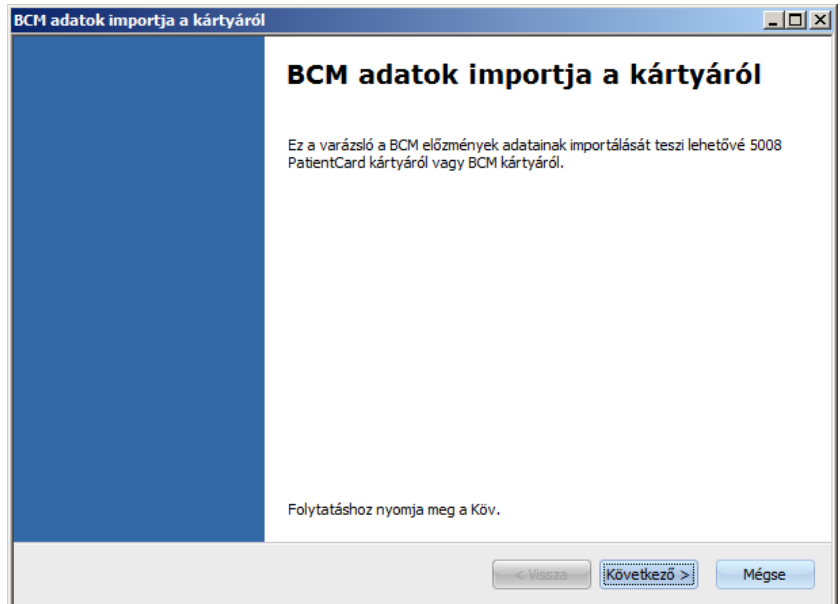 BCM adatok importja a kártyáról
BCM adatok importja a kártyáról
Ez a varázsló a BCM előzmények adatainak importálását teszi lehetővé 5008
PatientCard kártyáról vagy BCM kártyáról.
Folytatáshoz nyomja meg a Köv.
< Vissza
Következő >
Mégse